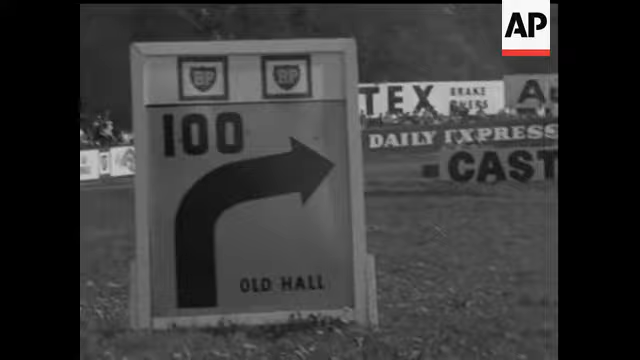 AP
BP BP
100
OLD HALL
TEX BRAKE
DAILY EXPRESS
CAST